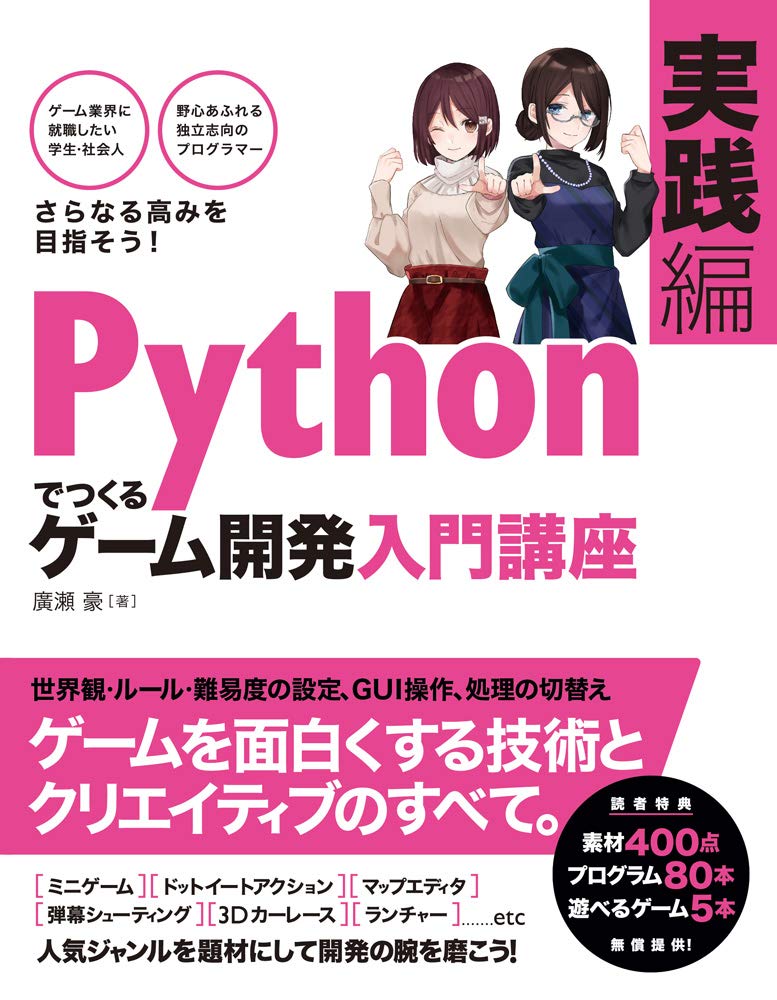 ゲーム業界に
就職したい
学生・社会人
野心あふれる
独立志向の
プログラマー
さらなる高みを
目指そう！
実践編
Python
でつくる
ゲーム開発入門講座
廣瀬 豪［著］
世界観・ルール・難易度の設定、GUI操作、処理の切替え
ゲームを面白くする技術と
クリエイティブのすべて。
読者特典
素材400点
プログラム80本
遊べるゲーム5本
無償提供！
［ミニゲーム］［ドットイートアクション］［マップエディタ］
［弾幕シューティング］［3Dカーレース］［ランチャー］.......etc
人気ジャンルを題材にして開発の腕を磨こう！